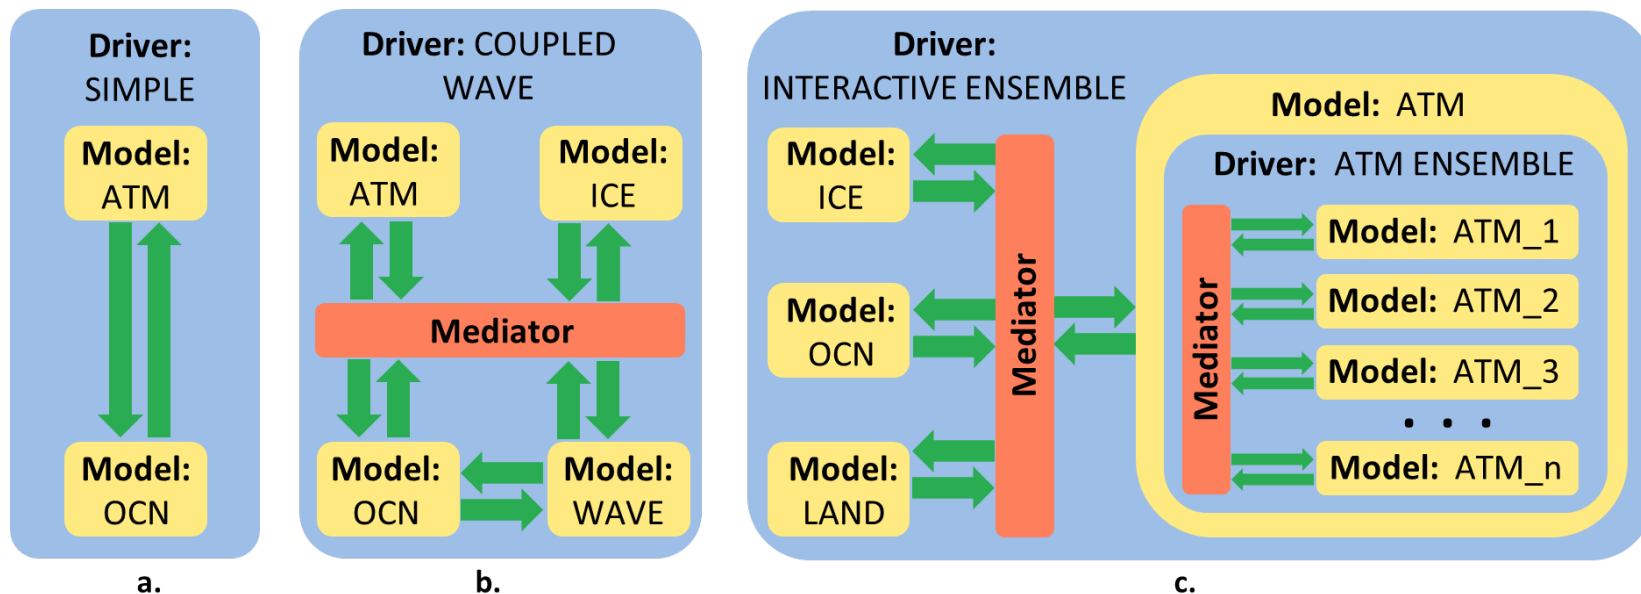 Driver:
SIMPLE
Model:
ATM
Model:
OCN
a.
Driver: COUPLED
WAVE
Model:
ATM
Model:
ICE
Mediator
Model:
OCN
Model:
WAVE
b.
Driver:
INTERACTIVE ENSEMBLE
Model:
ICE
Model:
OCN
Model:
LAND
Mediator
Model: ATM
Driver: ATM ENSEMBLE
Mediator
Model: ATM_1
Model: ATM_2
Model: ATM_3
. . .
Model: ATM_n
c.